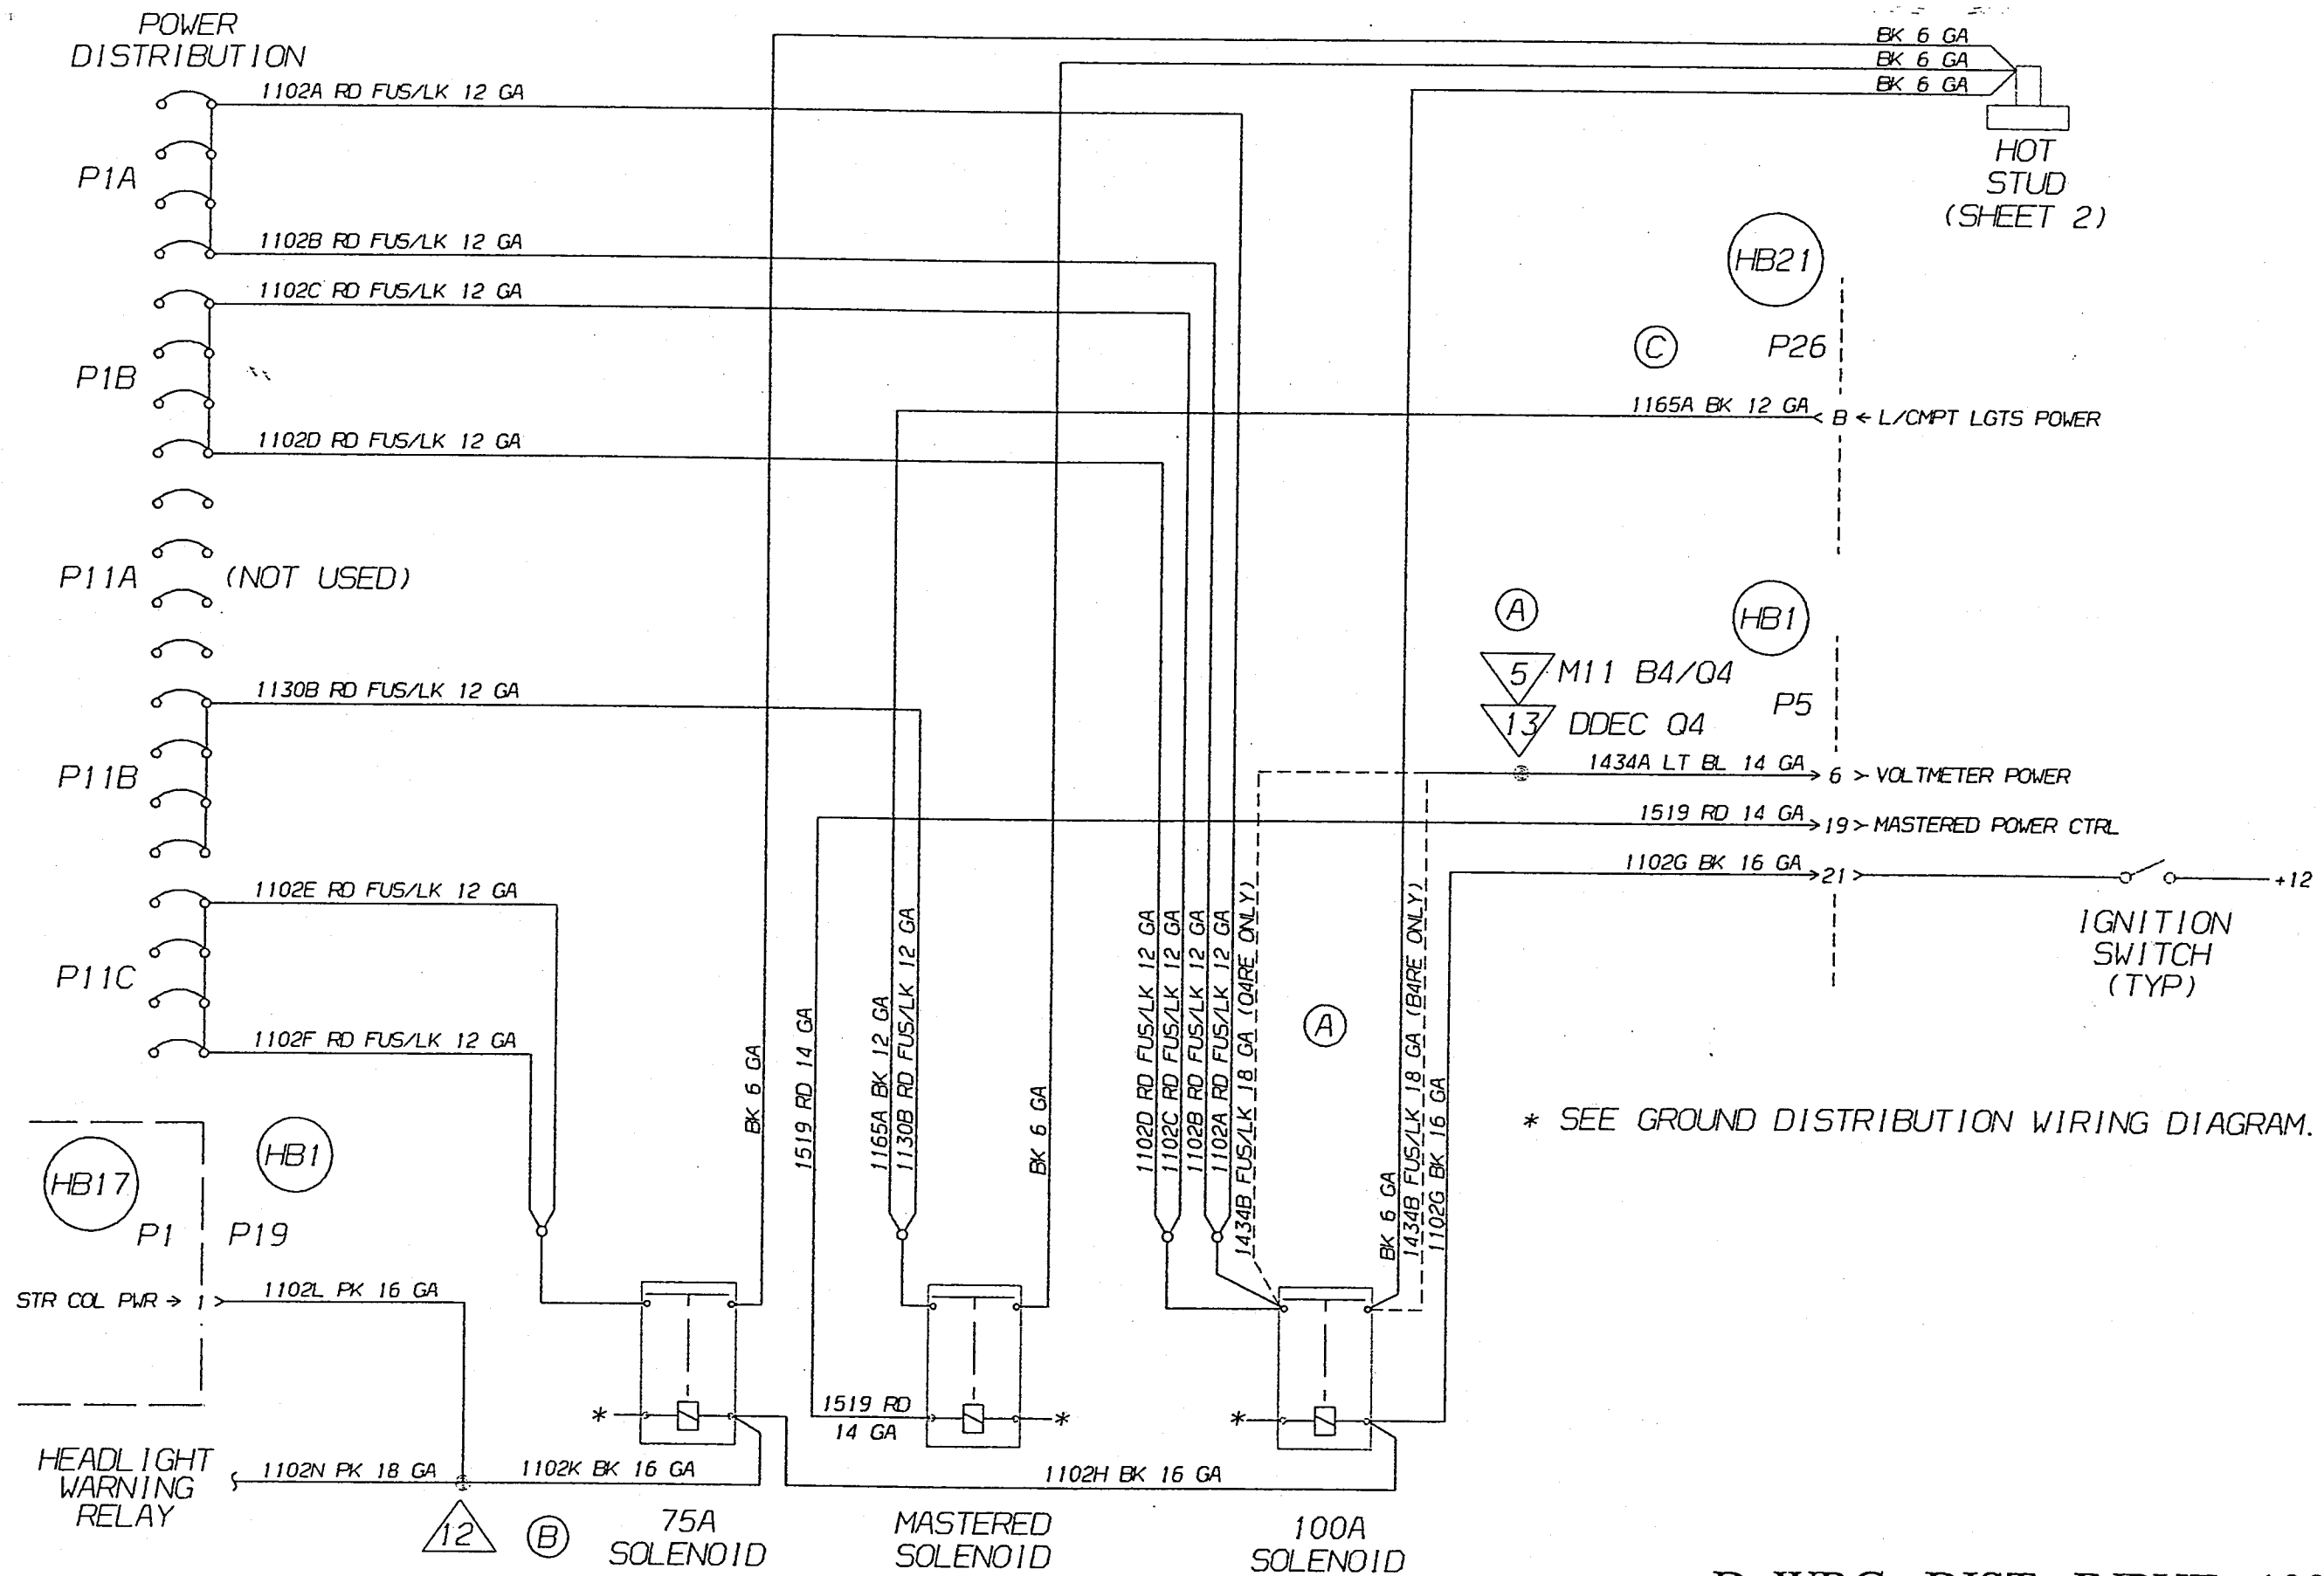 POWER
DISTRIBUTION
1102A RD FUS/LK 12 GA
P1A
1102B RD FUS/LK 12 GA
1102C RD FUS/LK 12 GA
P1B
1102D RD FUS/LK 12 GA
P11A (NOT USED)
1130B RD FUS/LK 12 GA
P11B
1102E RD FUS/LK 12 GA
P11C
1102F RD FUS/LK 12 GA
BK 6 GA
BK 6 GA
BK 6 GA
HOT
STUD
(SHEET 2)
HB21
C
P26
1165A BK 12 GA
B
L/CMPT LGTS POWER
A
HB1
5 M11 B4/Q4
13 DDEC Q4
P5
1434A LT BL 14 GA
6
VOLTMETER POWER
1519 RD 14 GA
19
MASTERED POWER CTRL
1102G BK 16 GA
21
+12
IGNITION
SWITCH
(TYP)
BK 6 GA
1519 RD 14 GA
1165A BK 12 GA
1130B RD FUS/LK 12 GA
BK 6 GA
1102D RD FUS/LK 12 GA
1102C RD FUS/LK 12 GA
1102B RD FUS/LK 12 GA
1102A RD FUS/LK 12 GA
1434B FUS/LK 18 GA (Q4RE ONLY)
A
BK 6 GA
1434B FUS/LK 18 GA (B4RE ONLY)
1102G BK 16 GA
* SEE GROUND DISTRIBUTION WIRING DIAGRAM.
HB17
HB1
P1
P19
STR COL PWR → 1
1102L PK 16 GA
*
1519 RD
14 GA
*
*
HEADLIGHT
WARNING
RELAY
1102N PK 18 GA
1102K BK 16 GA
1102H BK 16 GA
12
B
75A
SOLENOID
MASTERED
SOLENOID
100A
SOLENOID